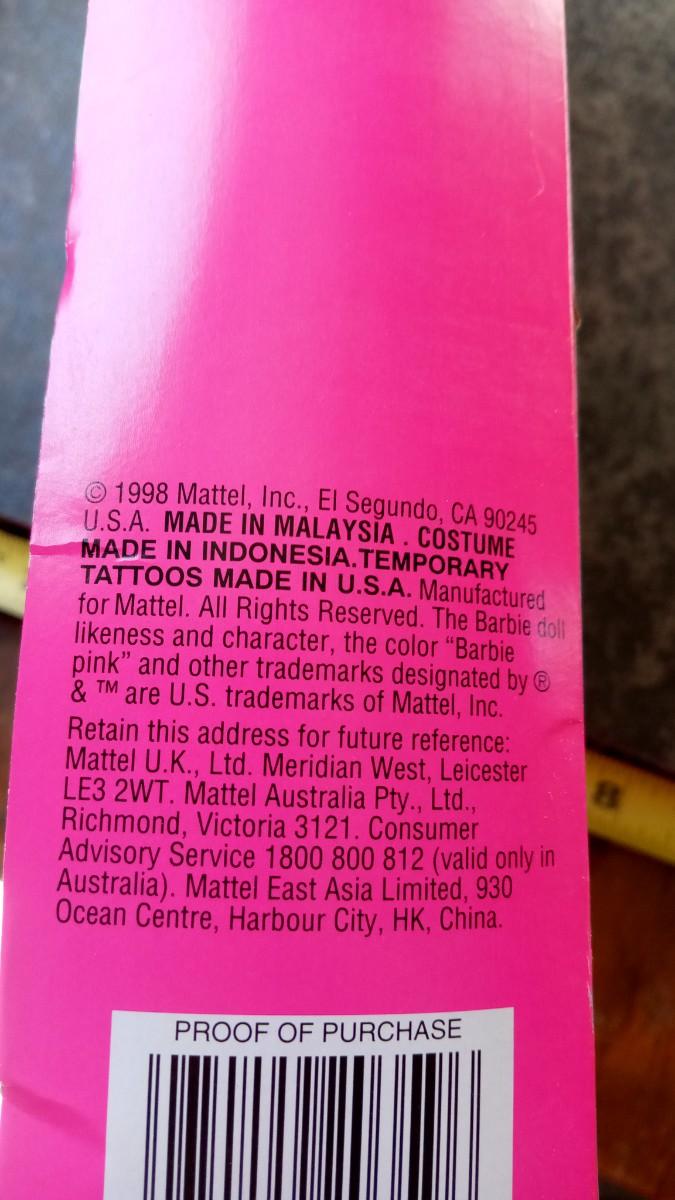 © 1998 Mattel, Inc., El Segundo, CA 90245
U.S.A. MADE IN MALAYSIA . COSTUME
MADE IN INDONESIA.TEMPORARY
TATTOOS MADE IN U.S.A. Manufactured
for Mattel. All Rights Reserved. The Barbie doll
likeness and character, the color “Barbie
pink” and other trademarks designated by ®
& ™ are U.S. trademarks of Mattel, Inc.
Retain this address for future reference:
Mattel U.K., Ltd. Meridian West, Leicester
LE3 2WT. Mattel Australia Pty., Ltd.,
Richmond, Victoria 3121. Consumer
Advisory Service 1800 800 812 (valid only in
Australia). Mattel East Asia Limited, 930
Ocean Centre, Harbour City, HK, China.
PROOF OF PURCHASE
8